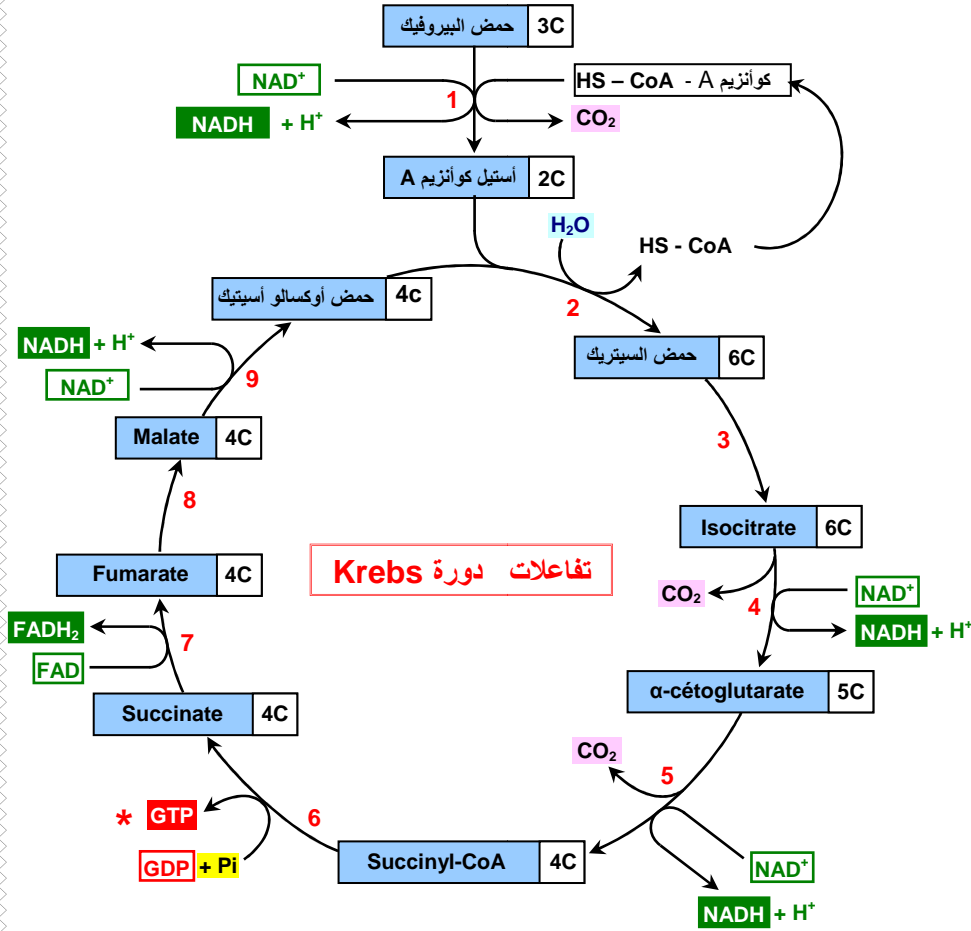 حمض البيروفيك 3C
NAD⁺
كوأنزيم A - HS – CoA
1
NADH + H⁺
CO₂
أستيل كوأنزيم A 2C
H₂O
HS - CoA
حمض أوكسالو أسيتيك 4c
2
NADH + H⁺
حمض السيتريك 6C
NAD⁺
9
Malate 4C
3
8
Isocitrate 6C
تفاعلات دورة Krebs
Fumarate 4C
CO₂
4
NAD⁺
FADH₂
NADH + H⁺
7
FAD
α-cétoglutarate 5C
Succinate 4C
CO₂
5
* GTP
6
GDP + Pi
Succinyl-CoA 4C
NAD⁺
NADH + H⁺